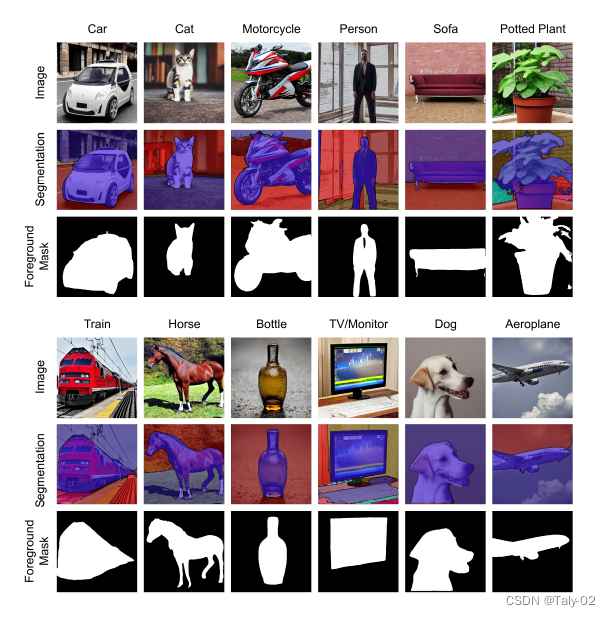 Car Cat Motorcycle Person Sofa Potted Plant
Image
Segmentation
Foreground
Mask
Train Horse Bottle TV/Monitor Dog Aeroplane
Image
Segmentation
Foreground
Mask
CSDN @Taly-02